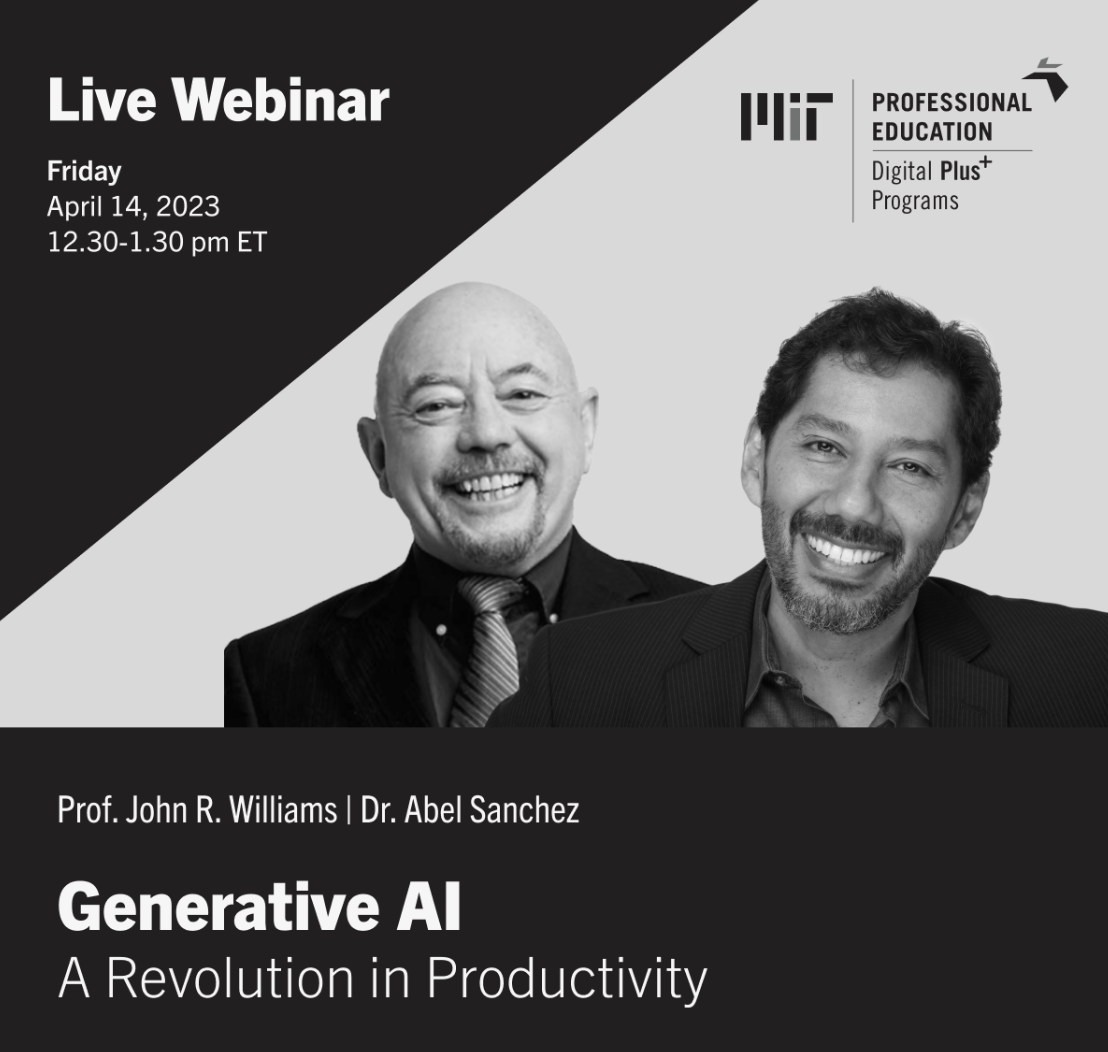 Live Webinar
Friday
April 14, 2023
12.30-1.30 pm ET
MIT
PROFESSIONAL
EDUCATION
Digital Plus+
Programs
Prof. John R. Williams | Dr. Abel Sanchez
Generative AI
A Revolution in Productivity